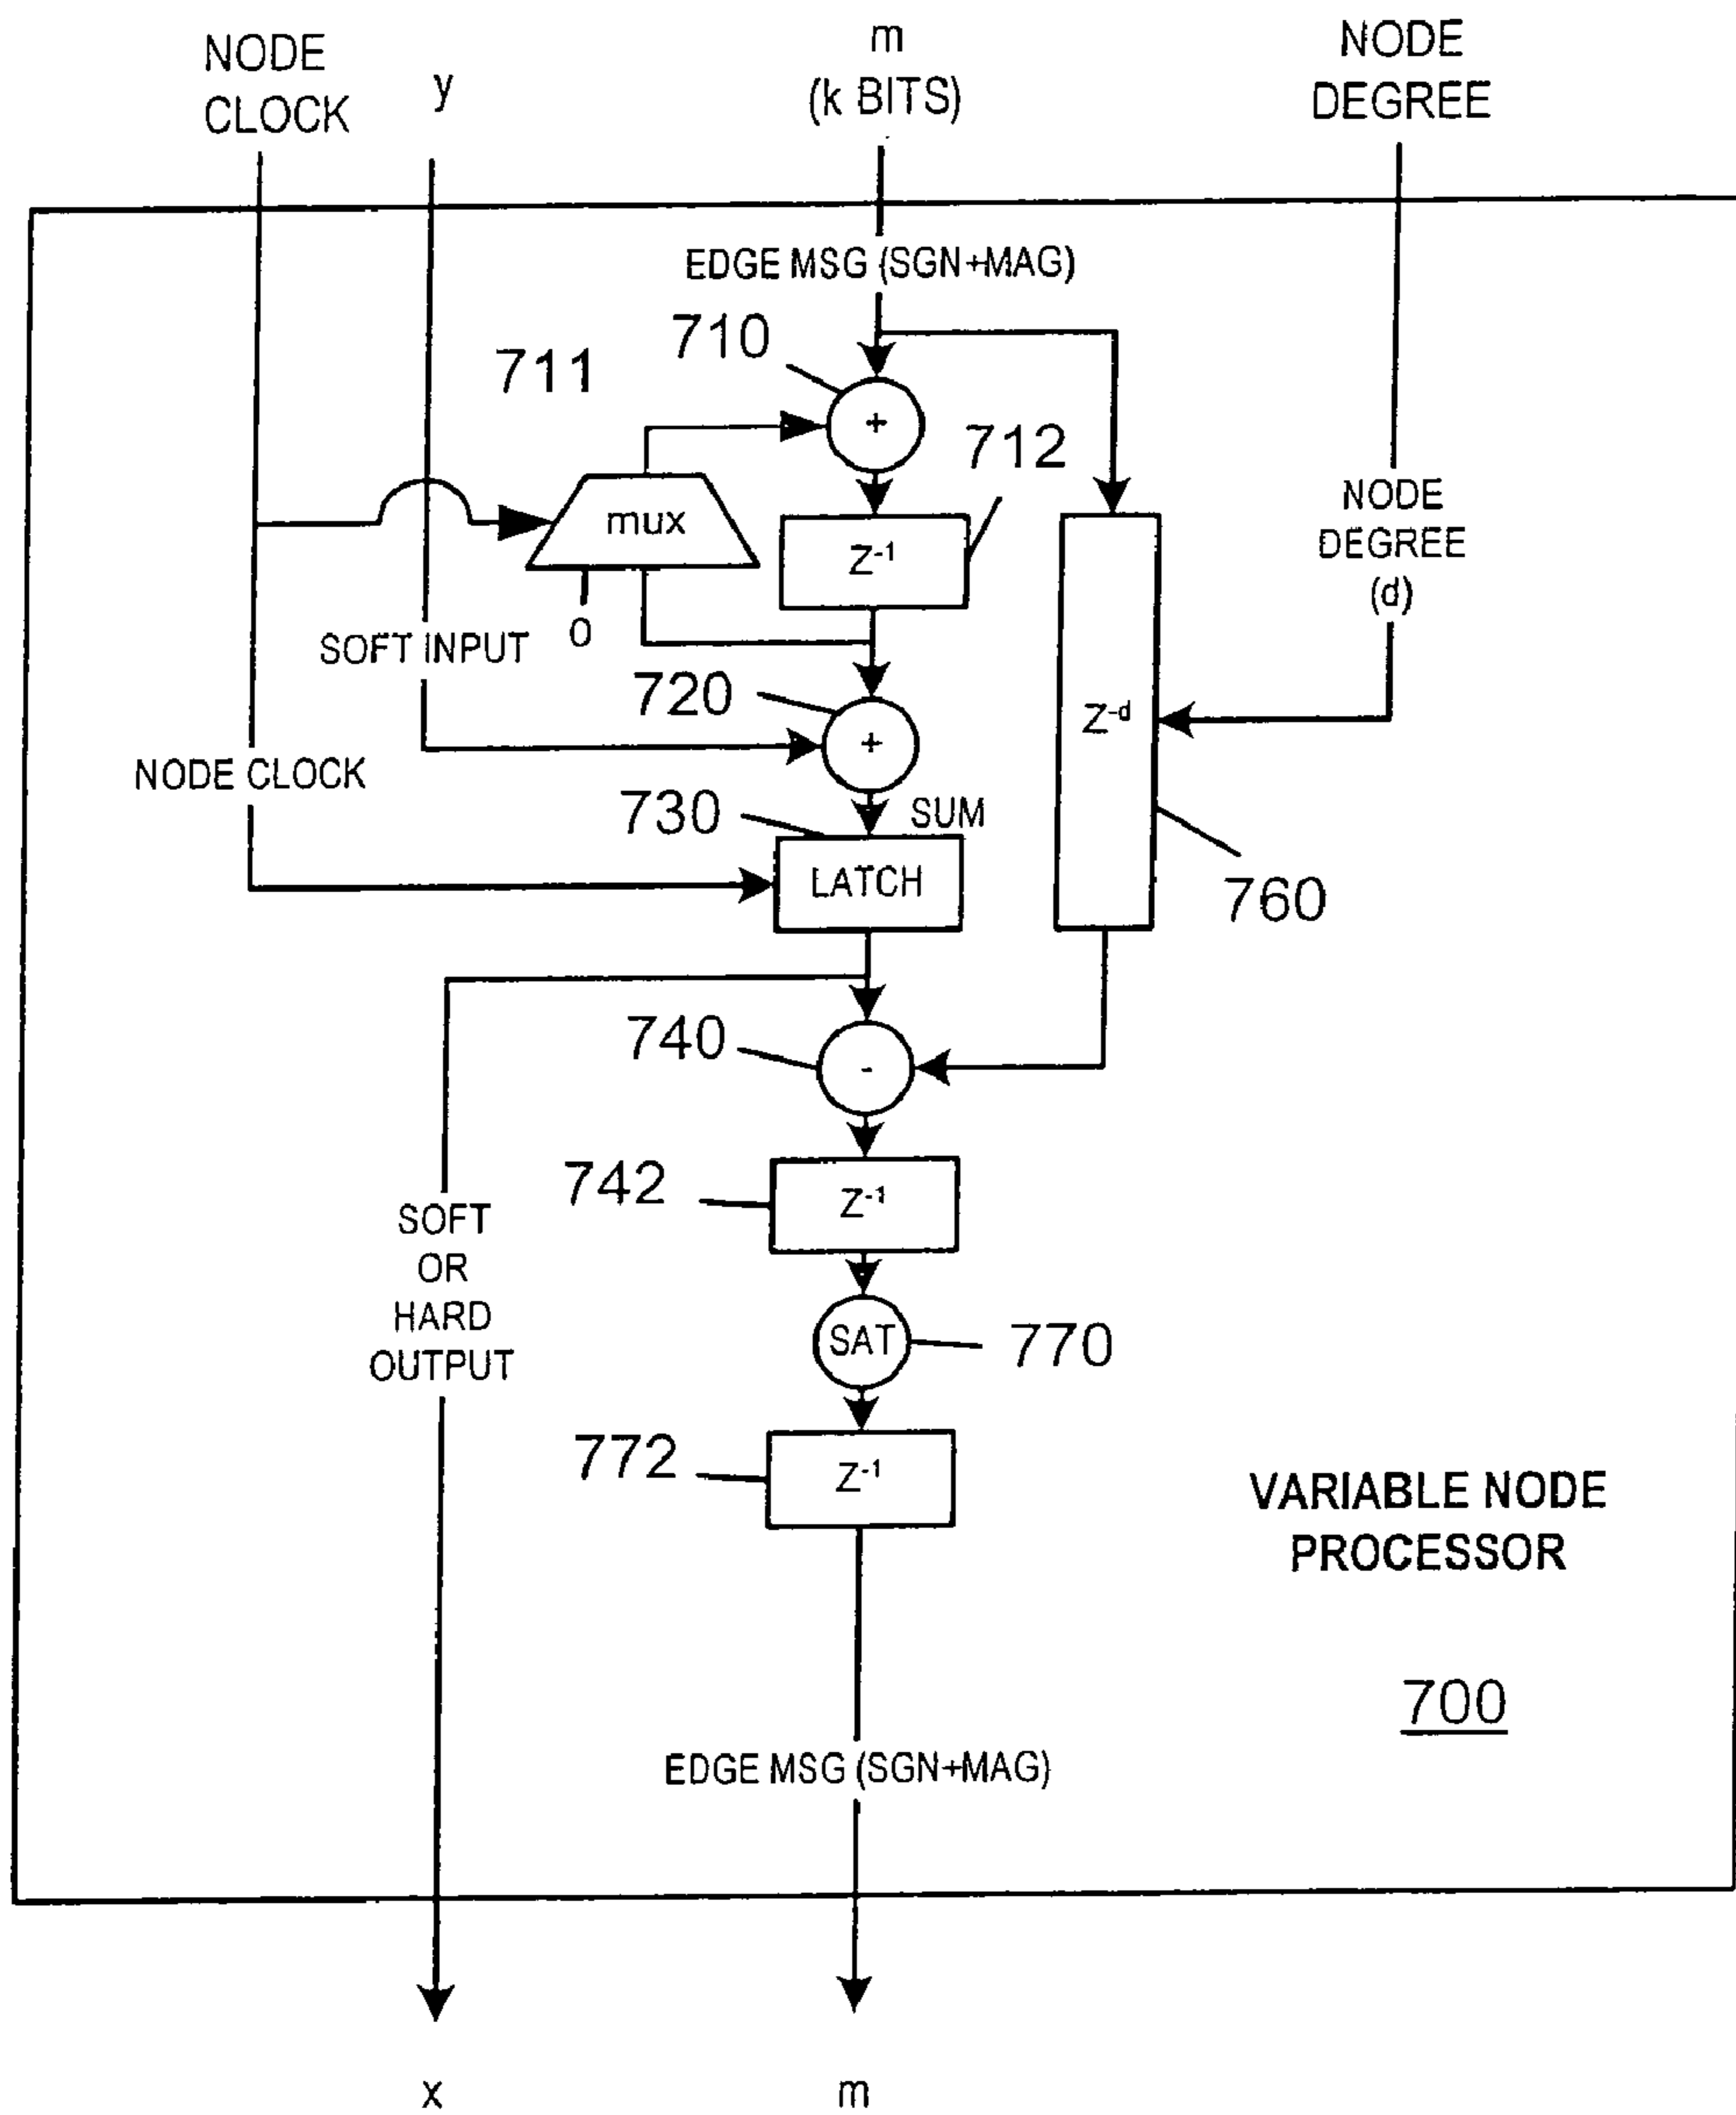 NODE
CLOCK
y
m
(k BITS)
NODE
DEGREE
EDGE MSG (SGN+MAG)
710
711
+
712
mux
Z-1
NODE
DEGREE
(d)
0
SOFT INPUT
720
Z-d
+
NODE CLOCK
730
SUM
LATCH
760
740
-
742
Z-1
SOFT
OR
HARD
OUTPUT
SAT
770
772
Z-1
VARIABLE NODE
PROCESSOR
700
EDGE MSG (SGN+MAG)
x
m